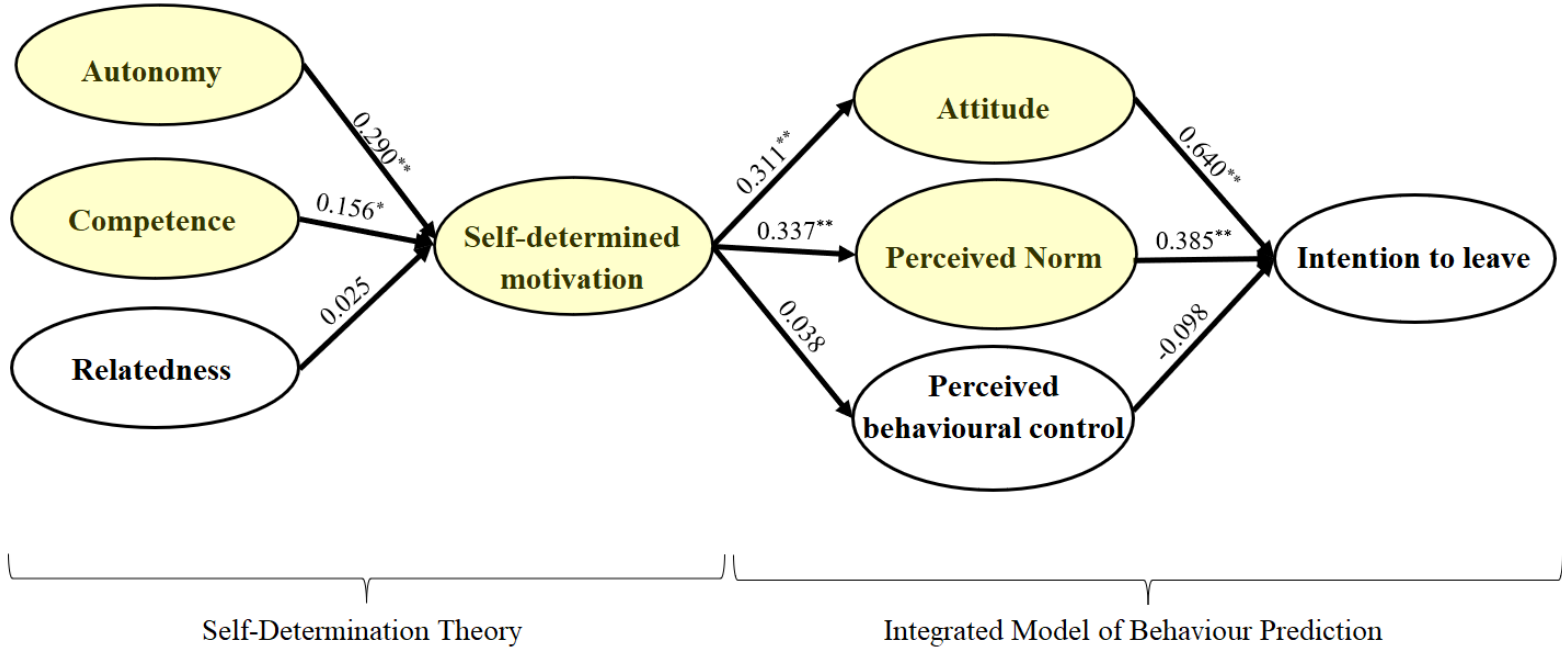 Autonomy
0.290**
Competence
0.156*
Relatedness
0.025
Self-determined
motivation
0.311**
0.337**
0.038
Attitude
Perceived Norm
Perceived
behavioural control
0.640**
0.385**
-0.098
Intention to leave
Self-Determination Theory
Integrated Model of Behaviour Prediction